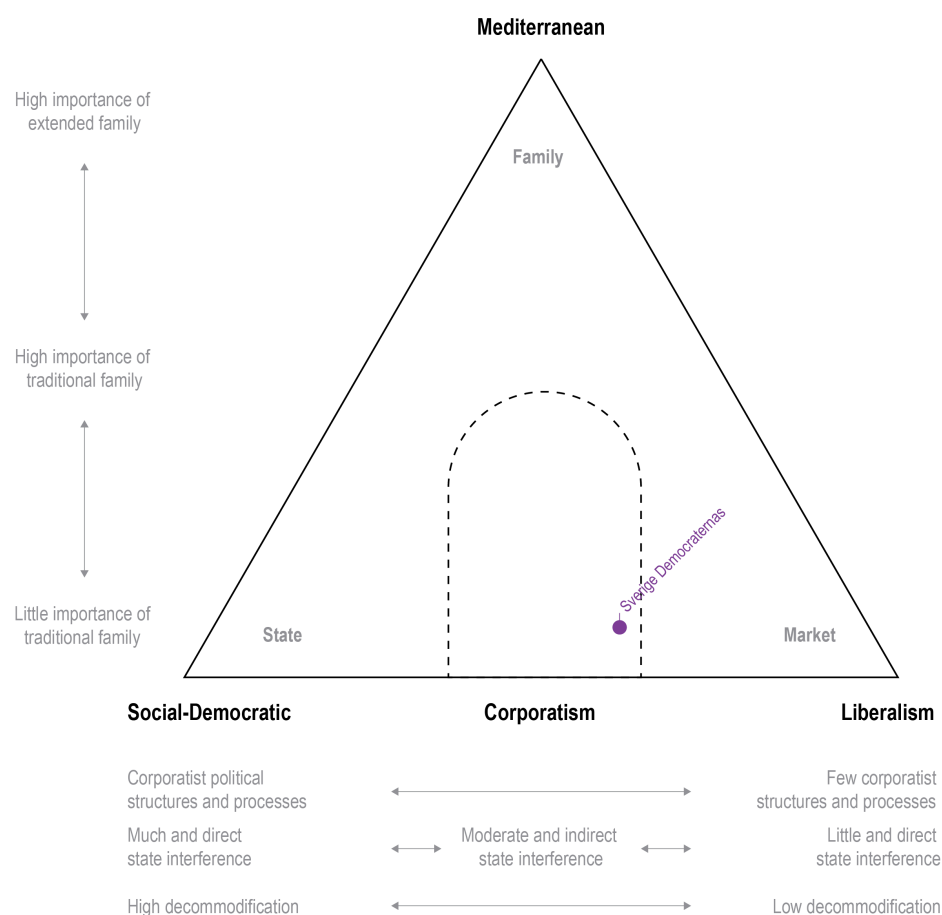 Mediterranean
High importance of
extended family
Family
High importance of
traditional family
Sverige Democraternas
Little importance of
traditional family
State
Market
Social-Democratic
Corporatism
Liberalism
Corporatist political
structures and processes
Few corporatist
structures and processes
Much and direct
state interference
Moderate and indirect
state interference
Little and direct
state interference
High decommodification
Low decommodification